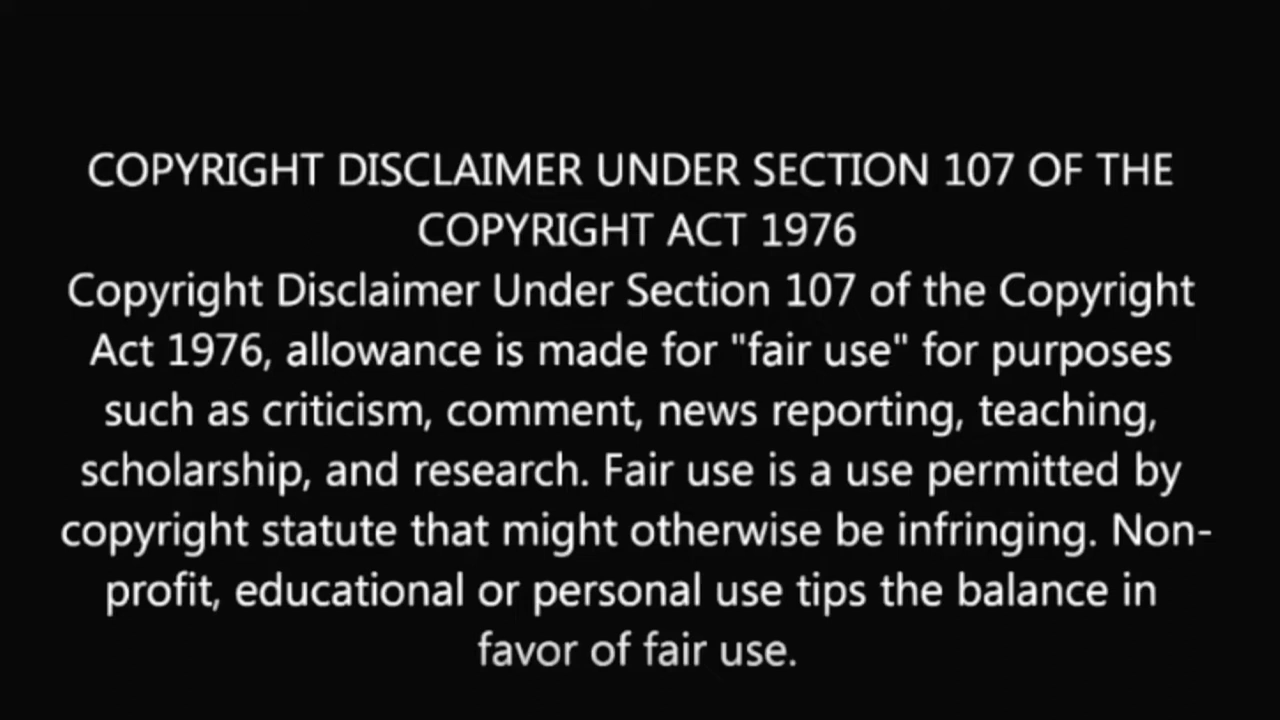 COPYRIGHT DISCLAIMER UNDER SECTION 107 OF THE
COPYRIGHT ACT 1976
Copyright Disclaimer Under Section 107 of the Copyright
Act 1976, allowance is made for "fair use" for purposes
such as criticism, comment, news reporting, teaching,
scholarship, and research. Fair use is a use permitted by
copyright statute that might otherwise be infringing. Non-
profit, educational or personal use tips the balance in
favor of fair use.